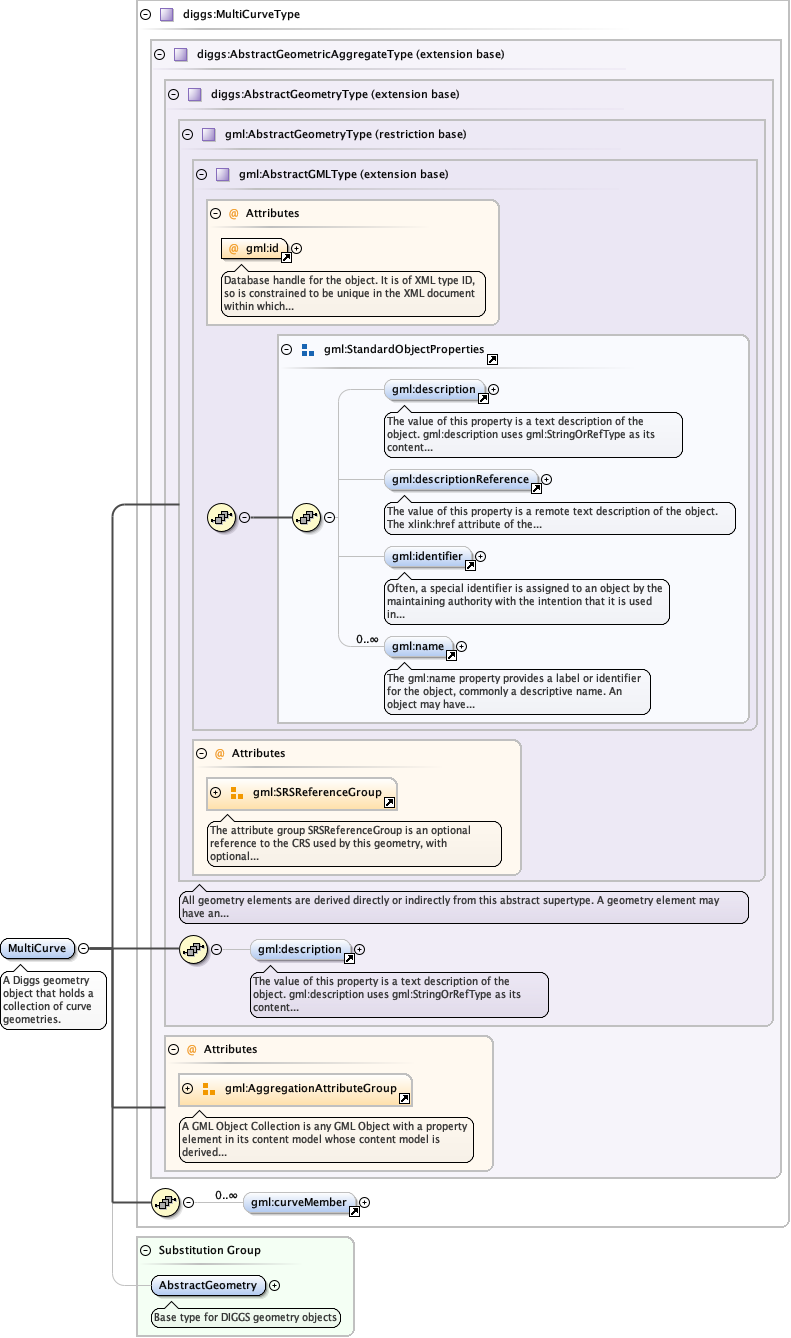 diggs:MultiCurveType
diggs:AbstractGeometricAggregateType (extension base)
diggs:AbstractGeometryType (extension base)
gml:AbstractGeometryType (restriction base)
gml:AbstractGMLType (extension base)
@ Attributes
@ gml:id
Database handle for the object. It is of XML type ID,
so is constrained to be unique in the XML document
within which...
gml:StandardObjectProperties
gml:description
The value of this property is a text description of the
object. gml:description uses gml:StringOrRefType as its
content...
gml:descriptionReference
The value of this property is a remote text description of the object.
The xlink:href attribute of the...
gml:identifier
Often, a special identifier is assigned to an object by the
maintaining authority with the intention that it is used
in...
0..∞
gml:name
The gml:name property provides a label or identifier
for the object, commonly a descriptive name. An
object may have...
@ Attributes
gml:SRSReferenceGroup
The attribute group SRSReferenceGroup is an optional
reference to the CRS used by this geometry, with
optional...
All geometry elements are derived directly or indirectly from this abstract supertype. A geometry element may
have an...
MultiCurve
A Diggs geometry
object that holds a
collection of curve
geometries.
gml:description
The value of this property is a text description of the
object. gml:description uses gml:StringOrRefType as its
content...
@ Attributes
gml:AggregationAttributeGroup
A GML Object Collection is any GML Object with a property
element in its content model whose content model is
derived...
0..∞
gml:curveMember
Substitution Group
AbstractGeometry
Base type for DIGGS geometry objects